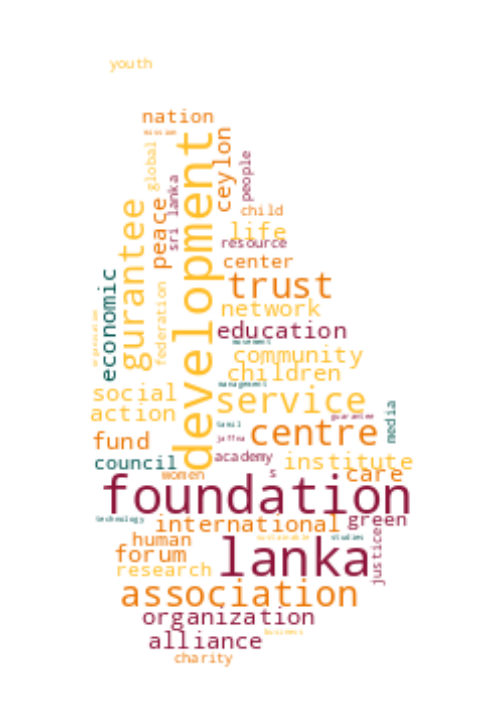 youth
nation
mission
global
development
ceylon
people
sri lanka
peace
gurantee
child
life
resource
center
economic
trust
organisation
federation
network
education
movement
community
children
management
social
service
action
guarantee
media
tamil
centre
fund
jaffna
council
academy
institute
women
s
care
foundation
technology
international
green
human
sustainable
studies
justice
forum
lanka
research
association
organization
business
alliance
charity